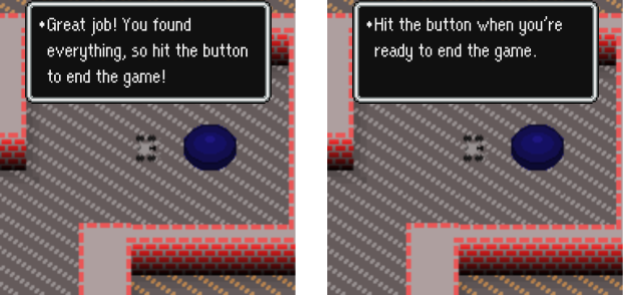 •Great job! You found
everything, so hit the button
to end the game!
•Hit the button when you're
ready to end the game.